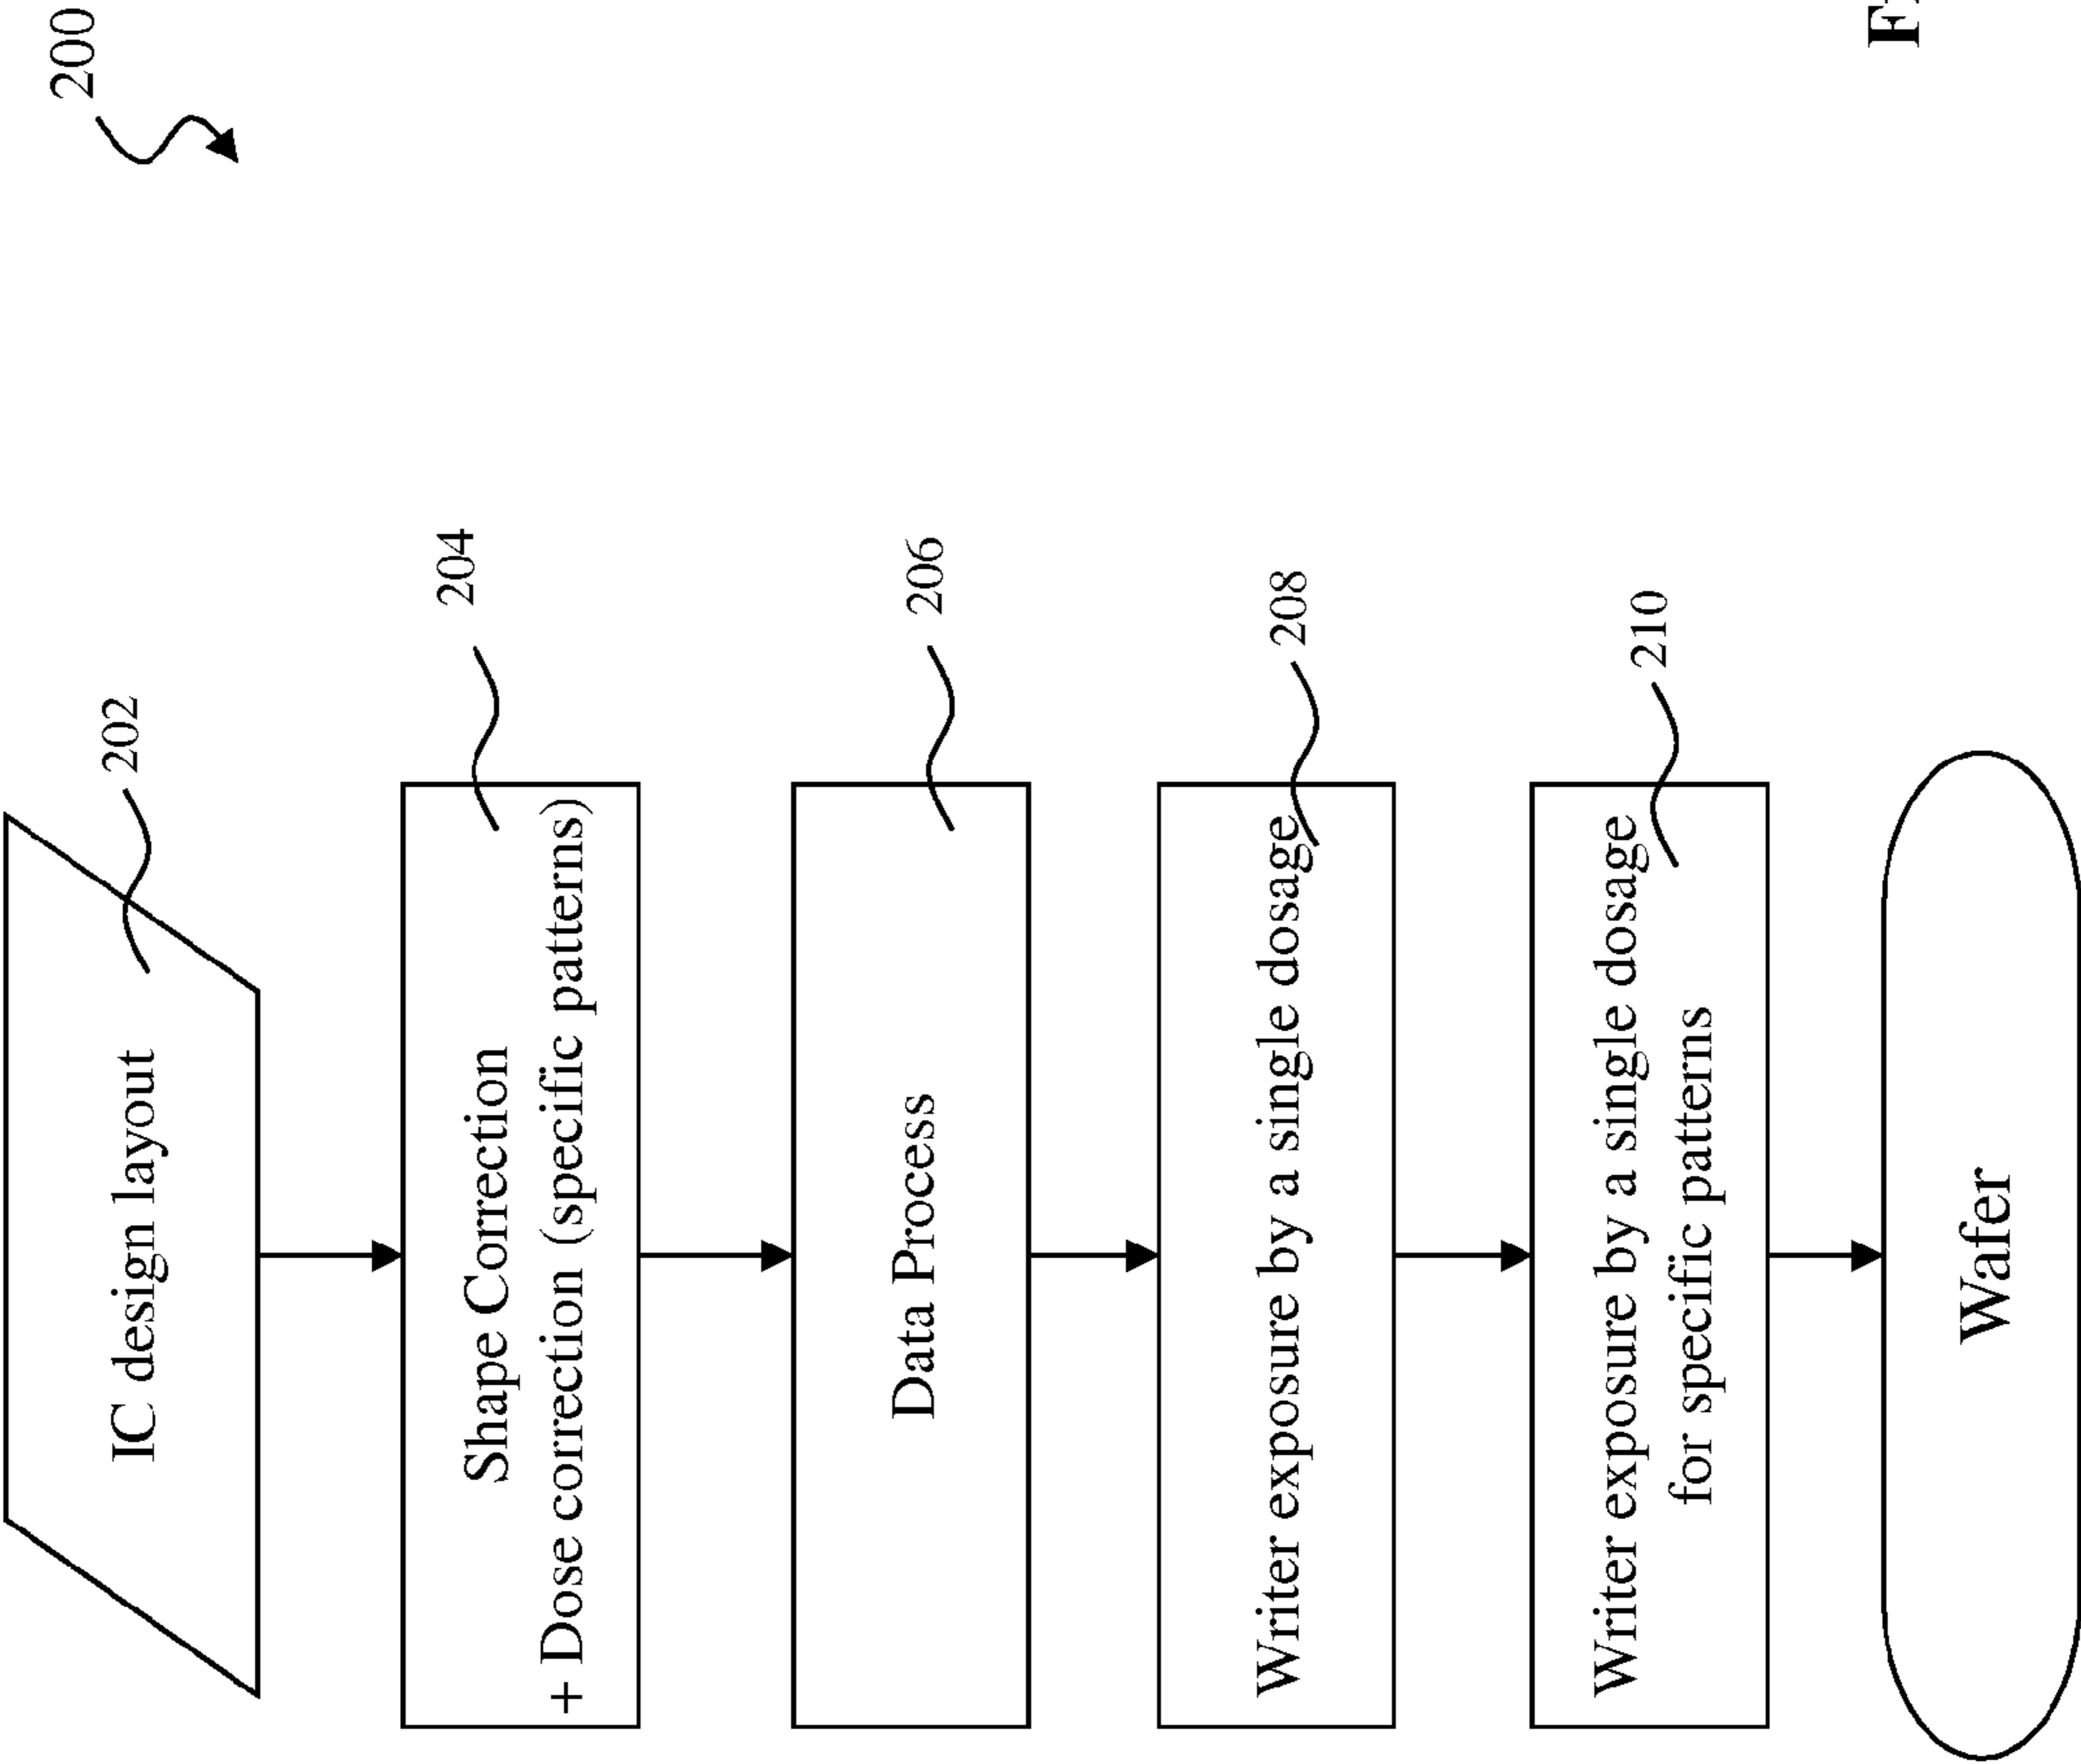 200
IC design layout
202
Shape Correction
+ Dose correction (specific patterns)
204
Data Process
206
Writer exposure by a single dosage
208
Writer exposure by a single dosage
for specific patterns
210
Wafer